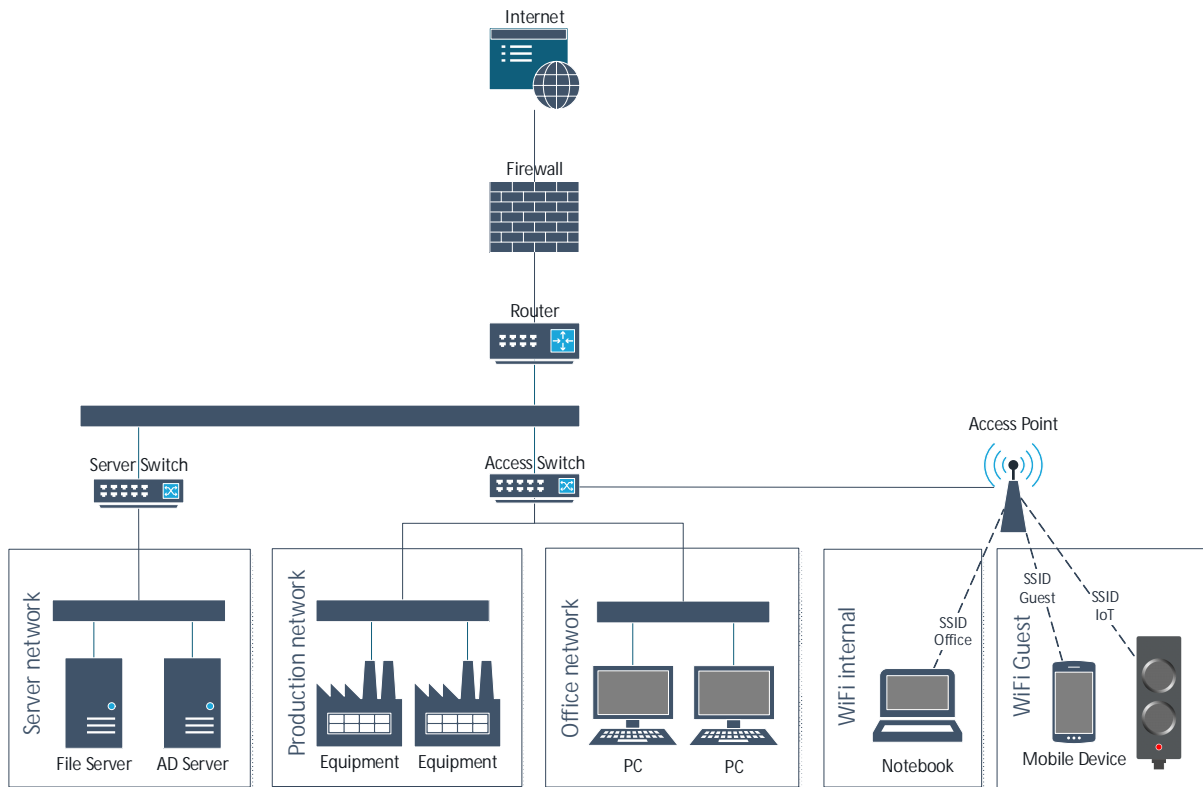 Internet
Firewall
Router
Access Point
Server Switch
Access Switch
SSID
Guest
SSID
IoT
SSID
Office
Server network
Production network
Office network
WiFi internal
WiFi Guest
File Server
AD Server
Equipment
Equipment
PC
PC
Notebook
Mobile Device